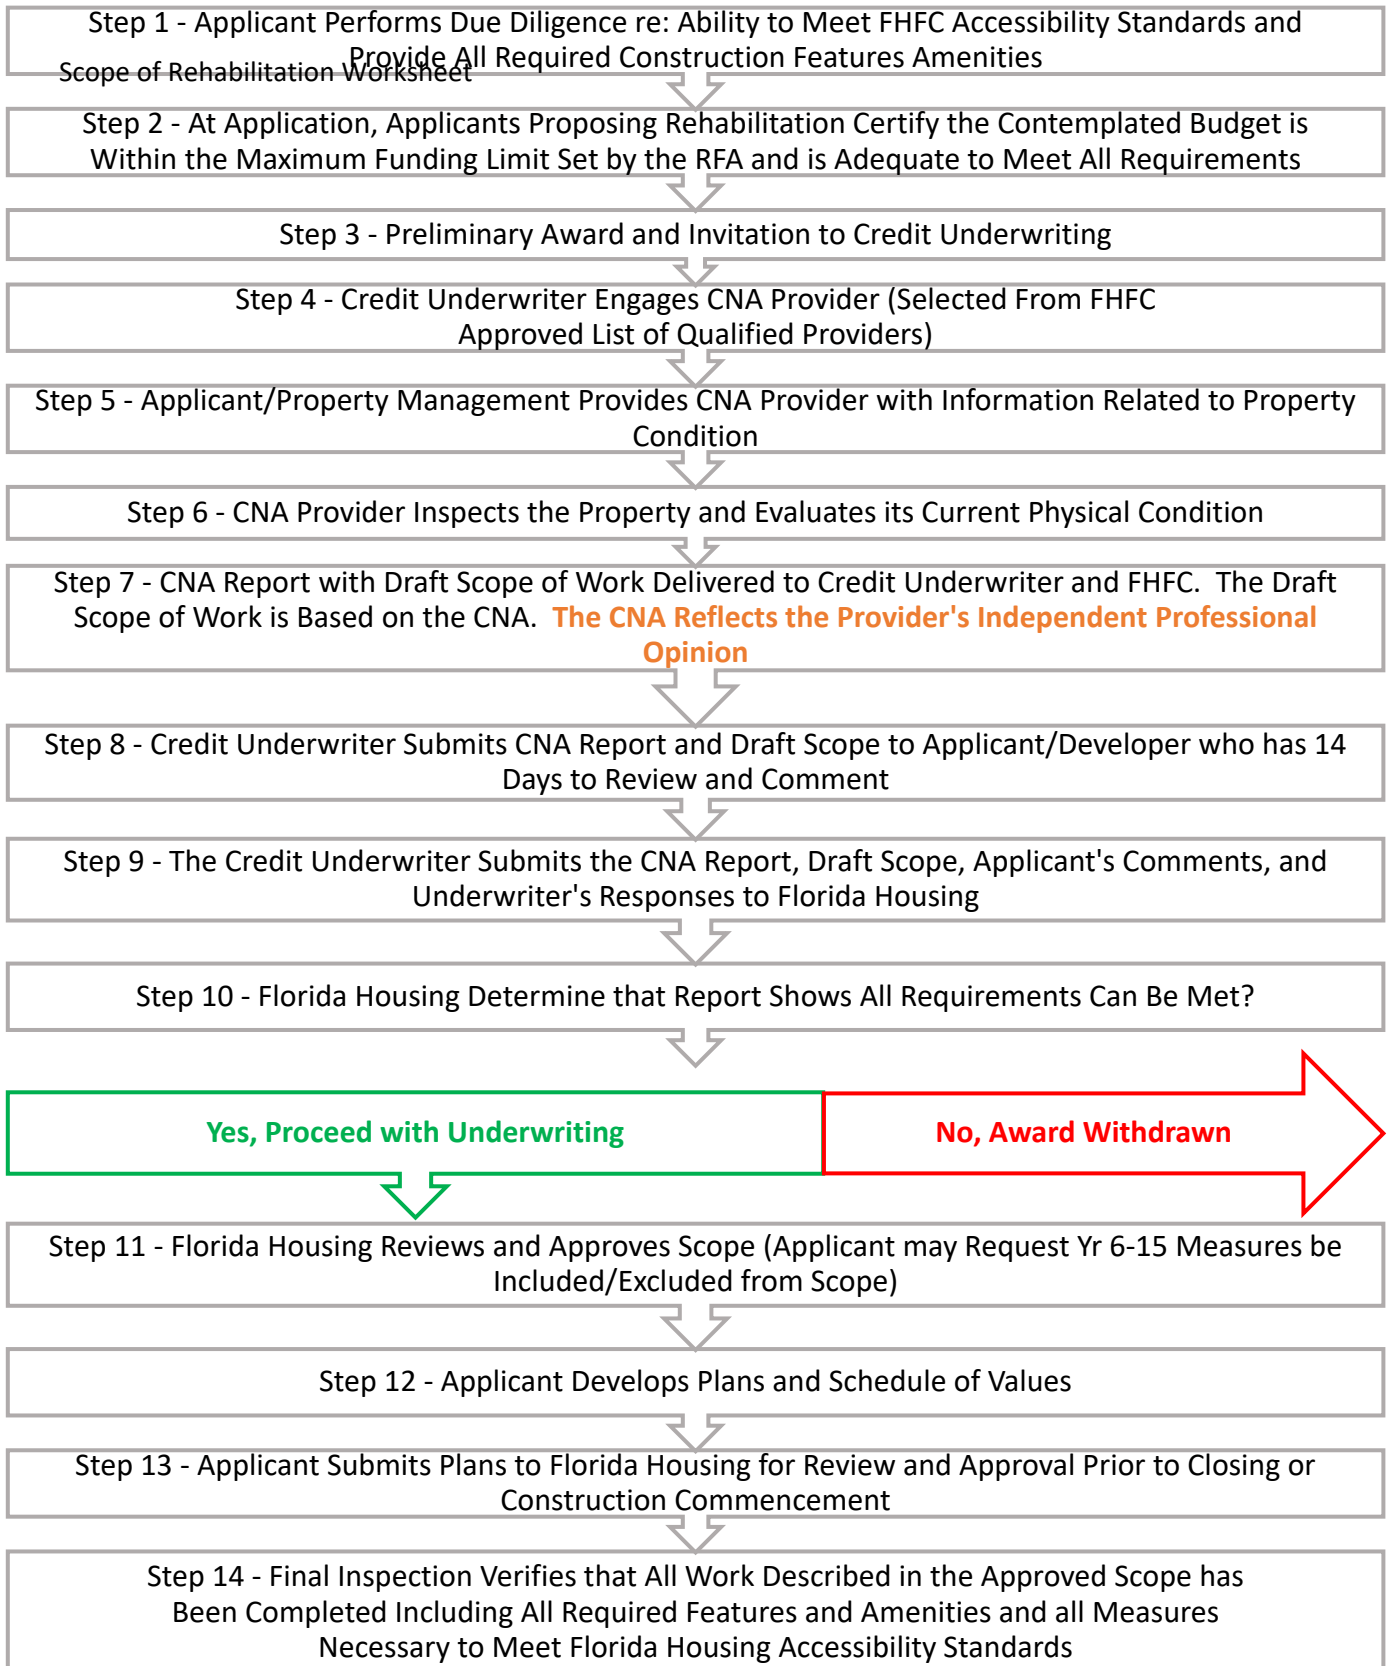 Step 1 - Applicant Performs Due Diligence re: Ability to Meet FHFC Accessibility Standards and
Provide All Required Construction Features Amenities
Scope of Rehabilitation Worksheet
Step 2 - At Application, Applicants Proposing Rehabilitation Certify the Contemplated Budget is
Within the Maximum Funding Limit Set by the RFA and is Adequate to Meet All Requirements
Step 3 - Preliminary Award and Invitation to Credit Underwriting
Step 4 - Credit Underwriter Engages CNA Provider (Selected From FHFC
Approved List of Qualified Providers)
Step 5 - Applicant/Property Management Provides CNA Provider with Information Related to Property
Condition
Step 6 - CNA Provider Inspects the Property and Evaluates its Current Physical Condition
Step 7 - CNA Report with Draft Scope of Work Delivered to Credit Underwriter and FHFC.  The Draft
Scope of Work is Based on the CNA.  The CNA Reflects the Provider's Independent Professional
Opinion
Step 8 - Credit Underwriter Submits CNA Report and Draft Scope to Applicant/Developer who has 14
Days to Review and Comment
Step 9 - The Credit Underwriter Submits the CNA Report, Draft Scope, Applicant's Comments, and
Underwriter's Responses to Florida Housing
Step 10 - Florida Housing Determine that Report Shows All Requirements Can Be Met?
Yes, Proceed with Underwriting
No, Award Withdrawn
Step 11 - Florida Housing Reviews and Approves Scope (Applicant may Request Yr 6-15 Measures be
Included/Excluded from Scope)
Step 12 - Applicant Develops Plans and Schedule of Values
Step 13 - Applicant Submits Plans to Florida Housing for Review and Approval Prior to Closing or
Construction Commencement
Step 14 - Final Inspection Verifies that All Work Described in the Approved Scope has
Been Completed Including All Required Features and Amenities and all Measures
Necessary to Meet Florida Housing Accessibility Standards